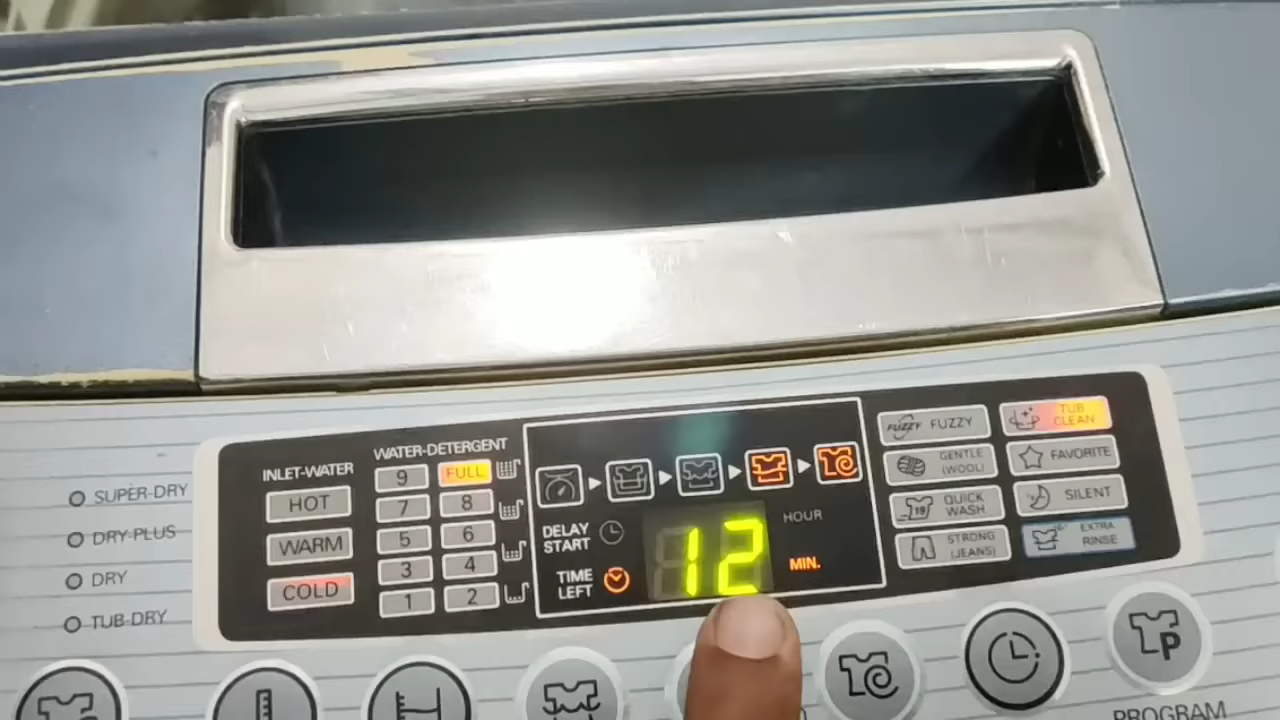 SUPER-DRY
DRY-PLUS
DRY
TUB DRY
INLET-WATER
HOT
WARM
COLD
WATER-DETERGENT
9 FULL
7 8
5 6
3 4
1 2
DELAY
START
TIME
LEFT
12
HOUR
MIN.
FUZZY FUZZY
GENTLE
(WOOL)
QUICK
WASH
STRONG
(JEANS)
TUB
CLEAN
FAVORITE
SILENT
EXTRA
RINSE
P
PROGRAM